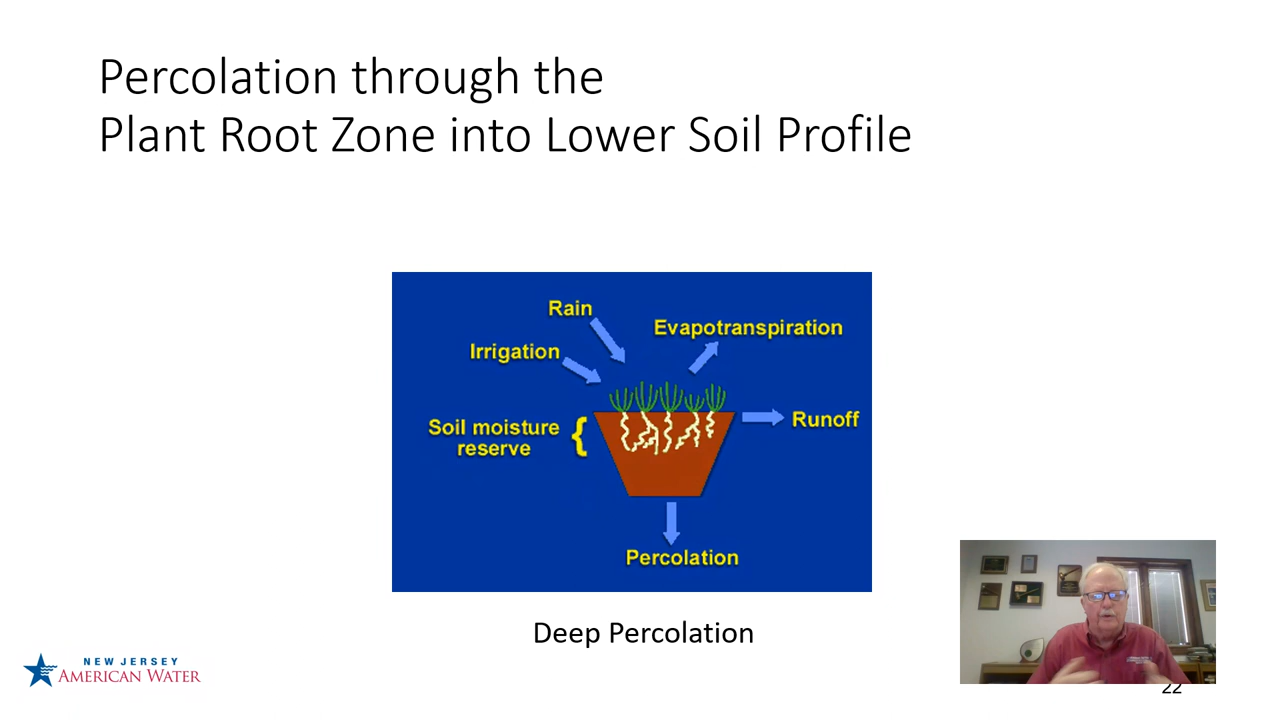 Percolation through the
Plant Root Zone into Lower Soil Profile
Rain
Evapotranspiration
Irrigation
Soil moisture
reserve
Runoff
Percolation
Deep Percolation
NEW JERSEY
AMERICAN WATER
22